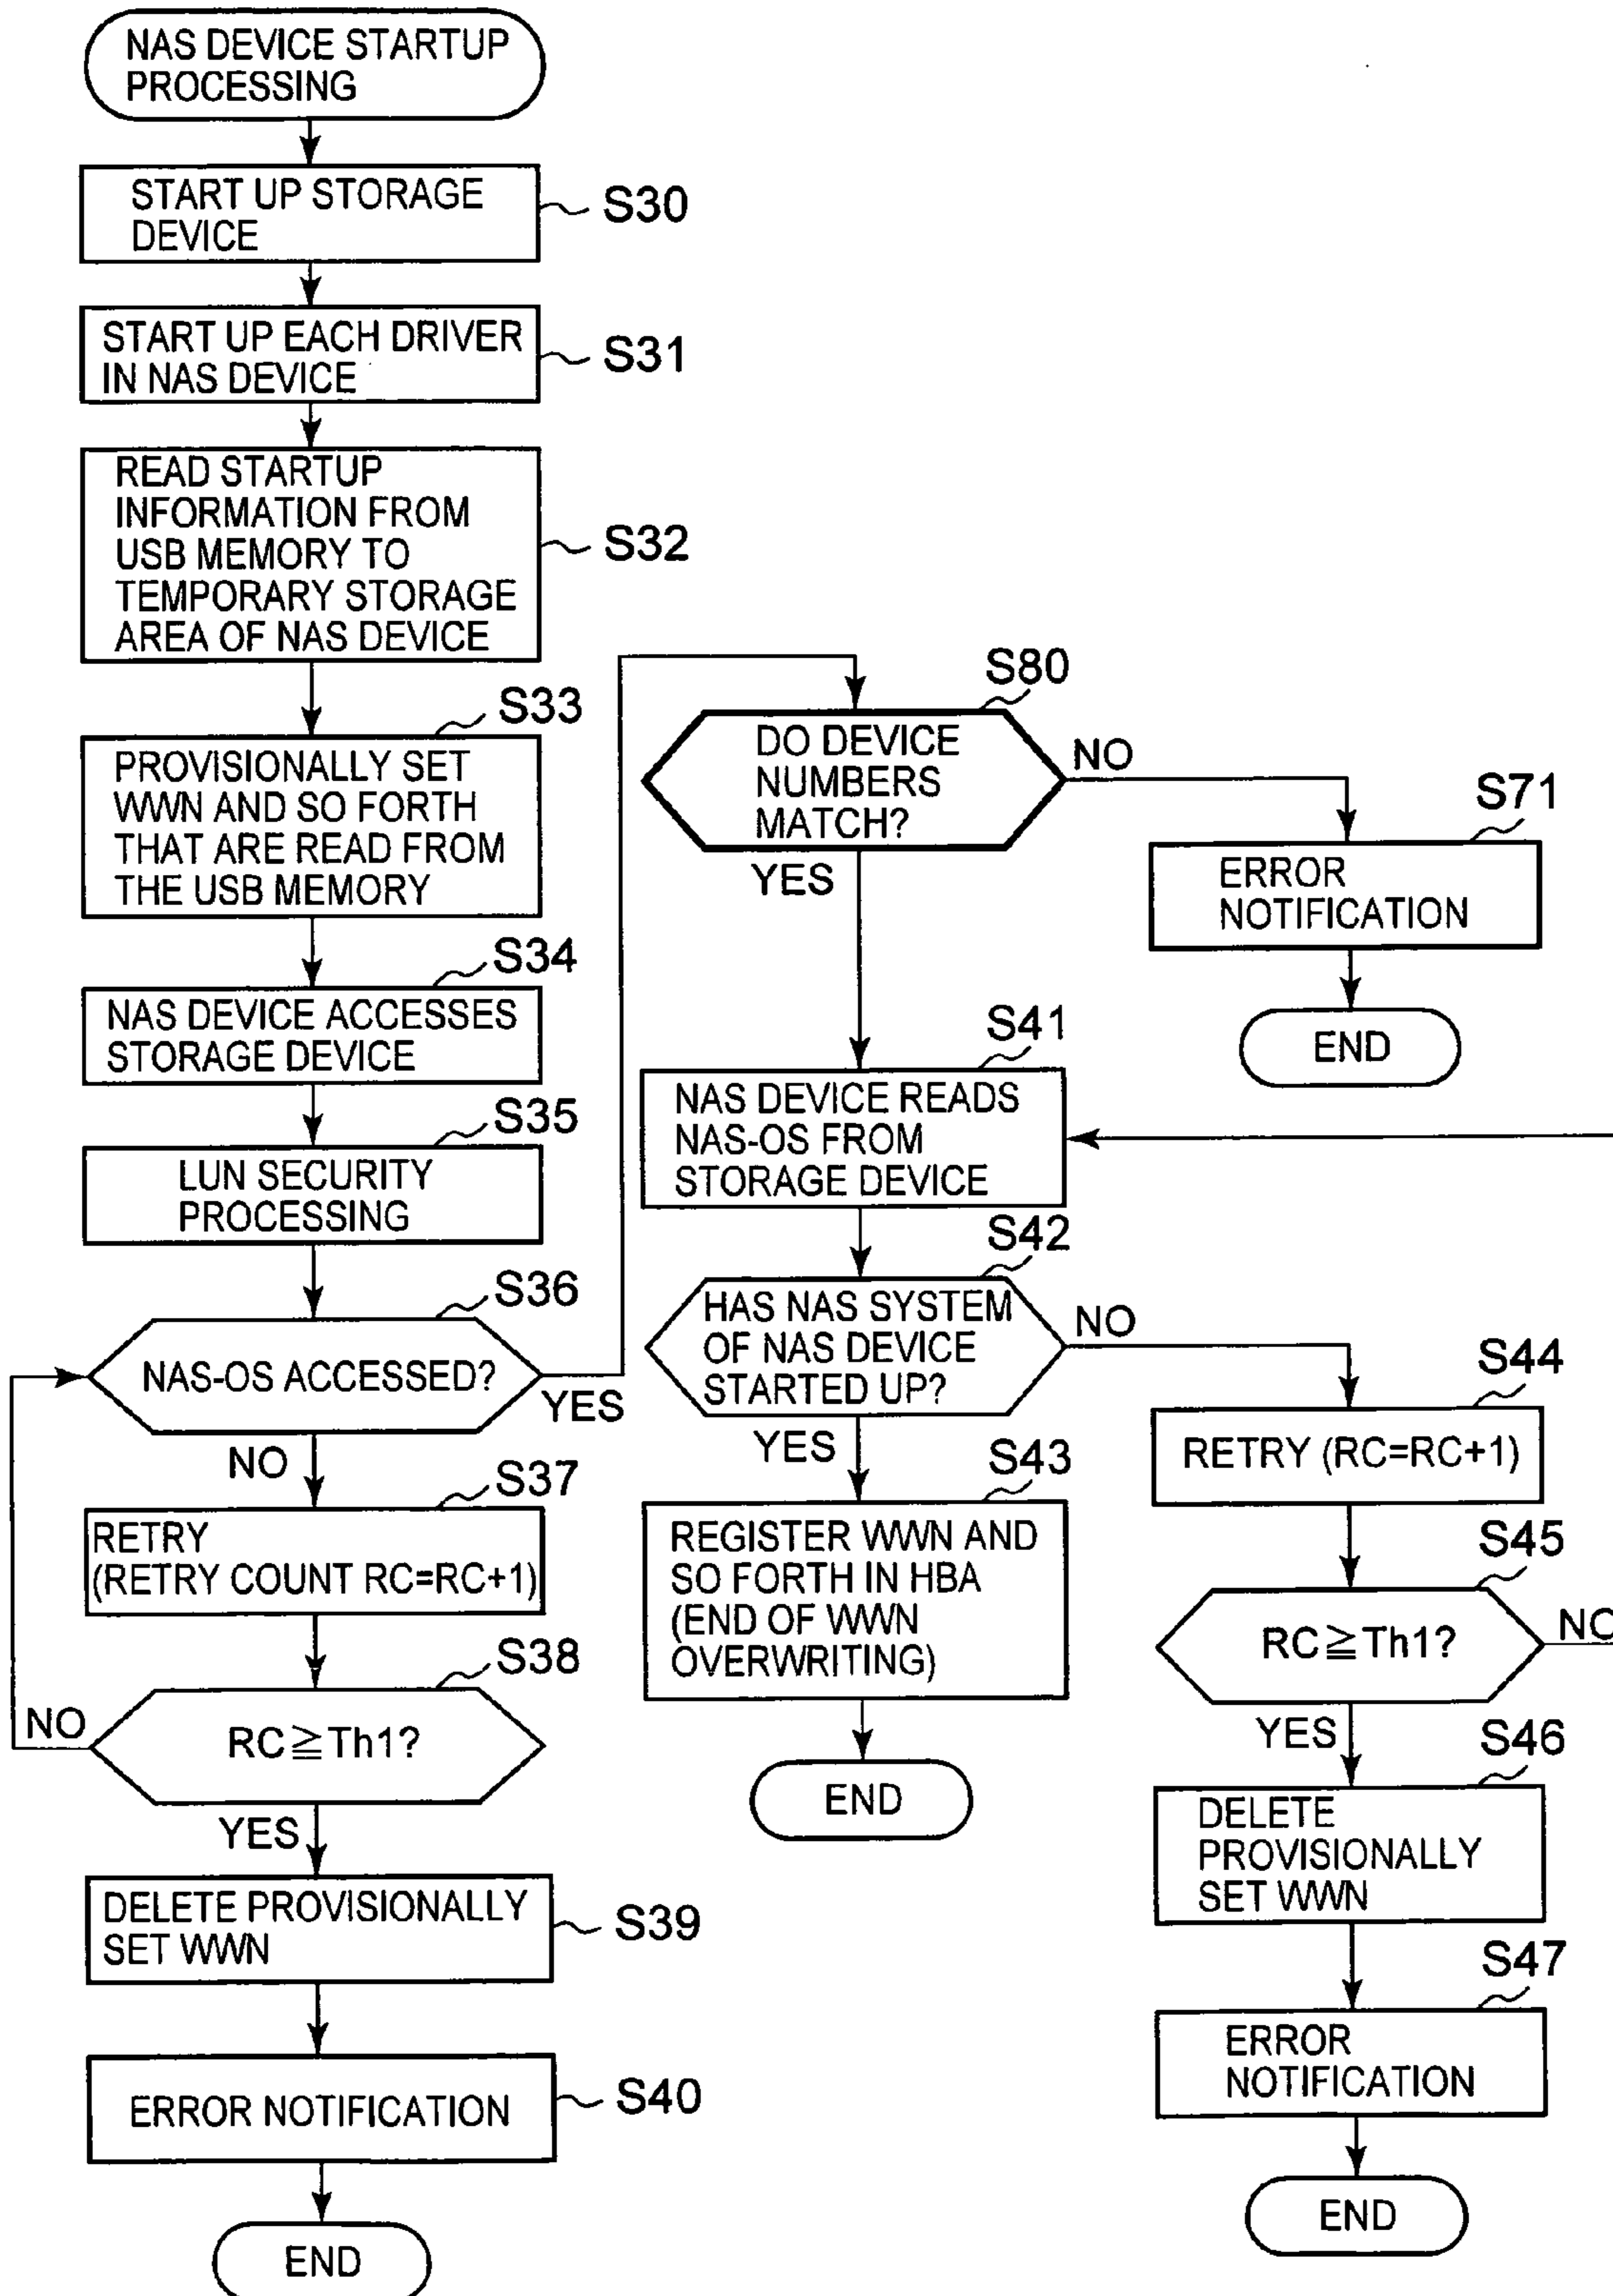 NAS DEVICE STARTUP
PROCESSING
START UP STORAGE
DEVICE
S30
START UP EACH DRIVER
IN NAS DEVICE
S31
READ STARTUP
INFORMATION FROM
USB MEMORY TO
TEMPORARY STORAGE
AREA OF NAS DEVICE
S32
S33
PROVISIONALLY SET
WWN AND SO FORTH
THAT ARE READ FROM
THE USB MEMORY
S34
NAS DEVICE ACCESSES
STORAGE DEVICE
S35
LUN SECURITY
PROCESSING
S36
NAS-OS ACCESSED?
YES
NO
S37
RETRY
(RETRY COUNT RC=RC+1)
S38
RC≧Th1?
NO
YES
DELETE PROVISIONALLY
SET WWN
S39
ERROR NOTIFICATION
S40
END
S80
DO DEVICE
NUMBERS
MATCH?
NO
YES
S71
ERROR
NOTIFICATION
END
S41
NAS DEVICE READS
NAS-OS FROM
STORAGE DEVICE
S42
HAS NAS SYSTEM
OF NAS DEVICE
STARTED UP?
NO
YES
S43
REGISTER WWN AND
SO FORTH IN HBA
(END OF WWN
OVERWRITING)
END
S44
RETRY (RC=RC+1)
S45
RC≧Th1?
NO
YES
S46
DELETE
PROVISIONALLY
SET WWN
S47
ERROR
NOTIFICATION
END